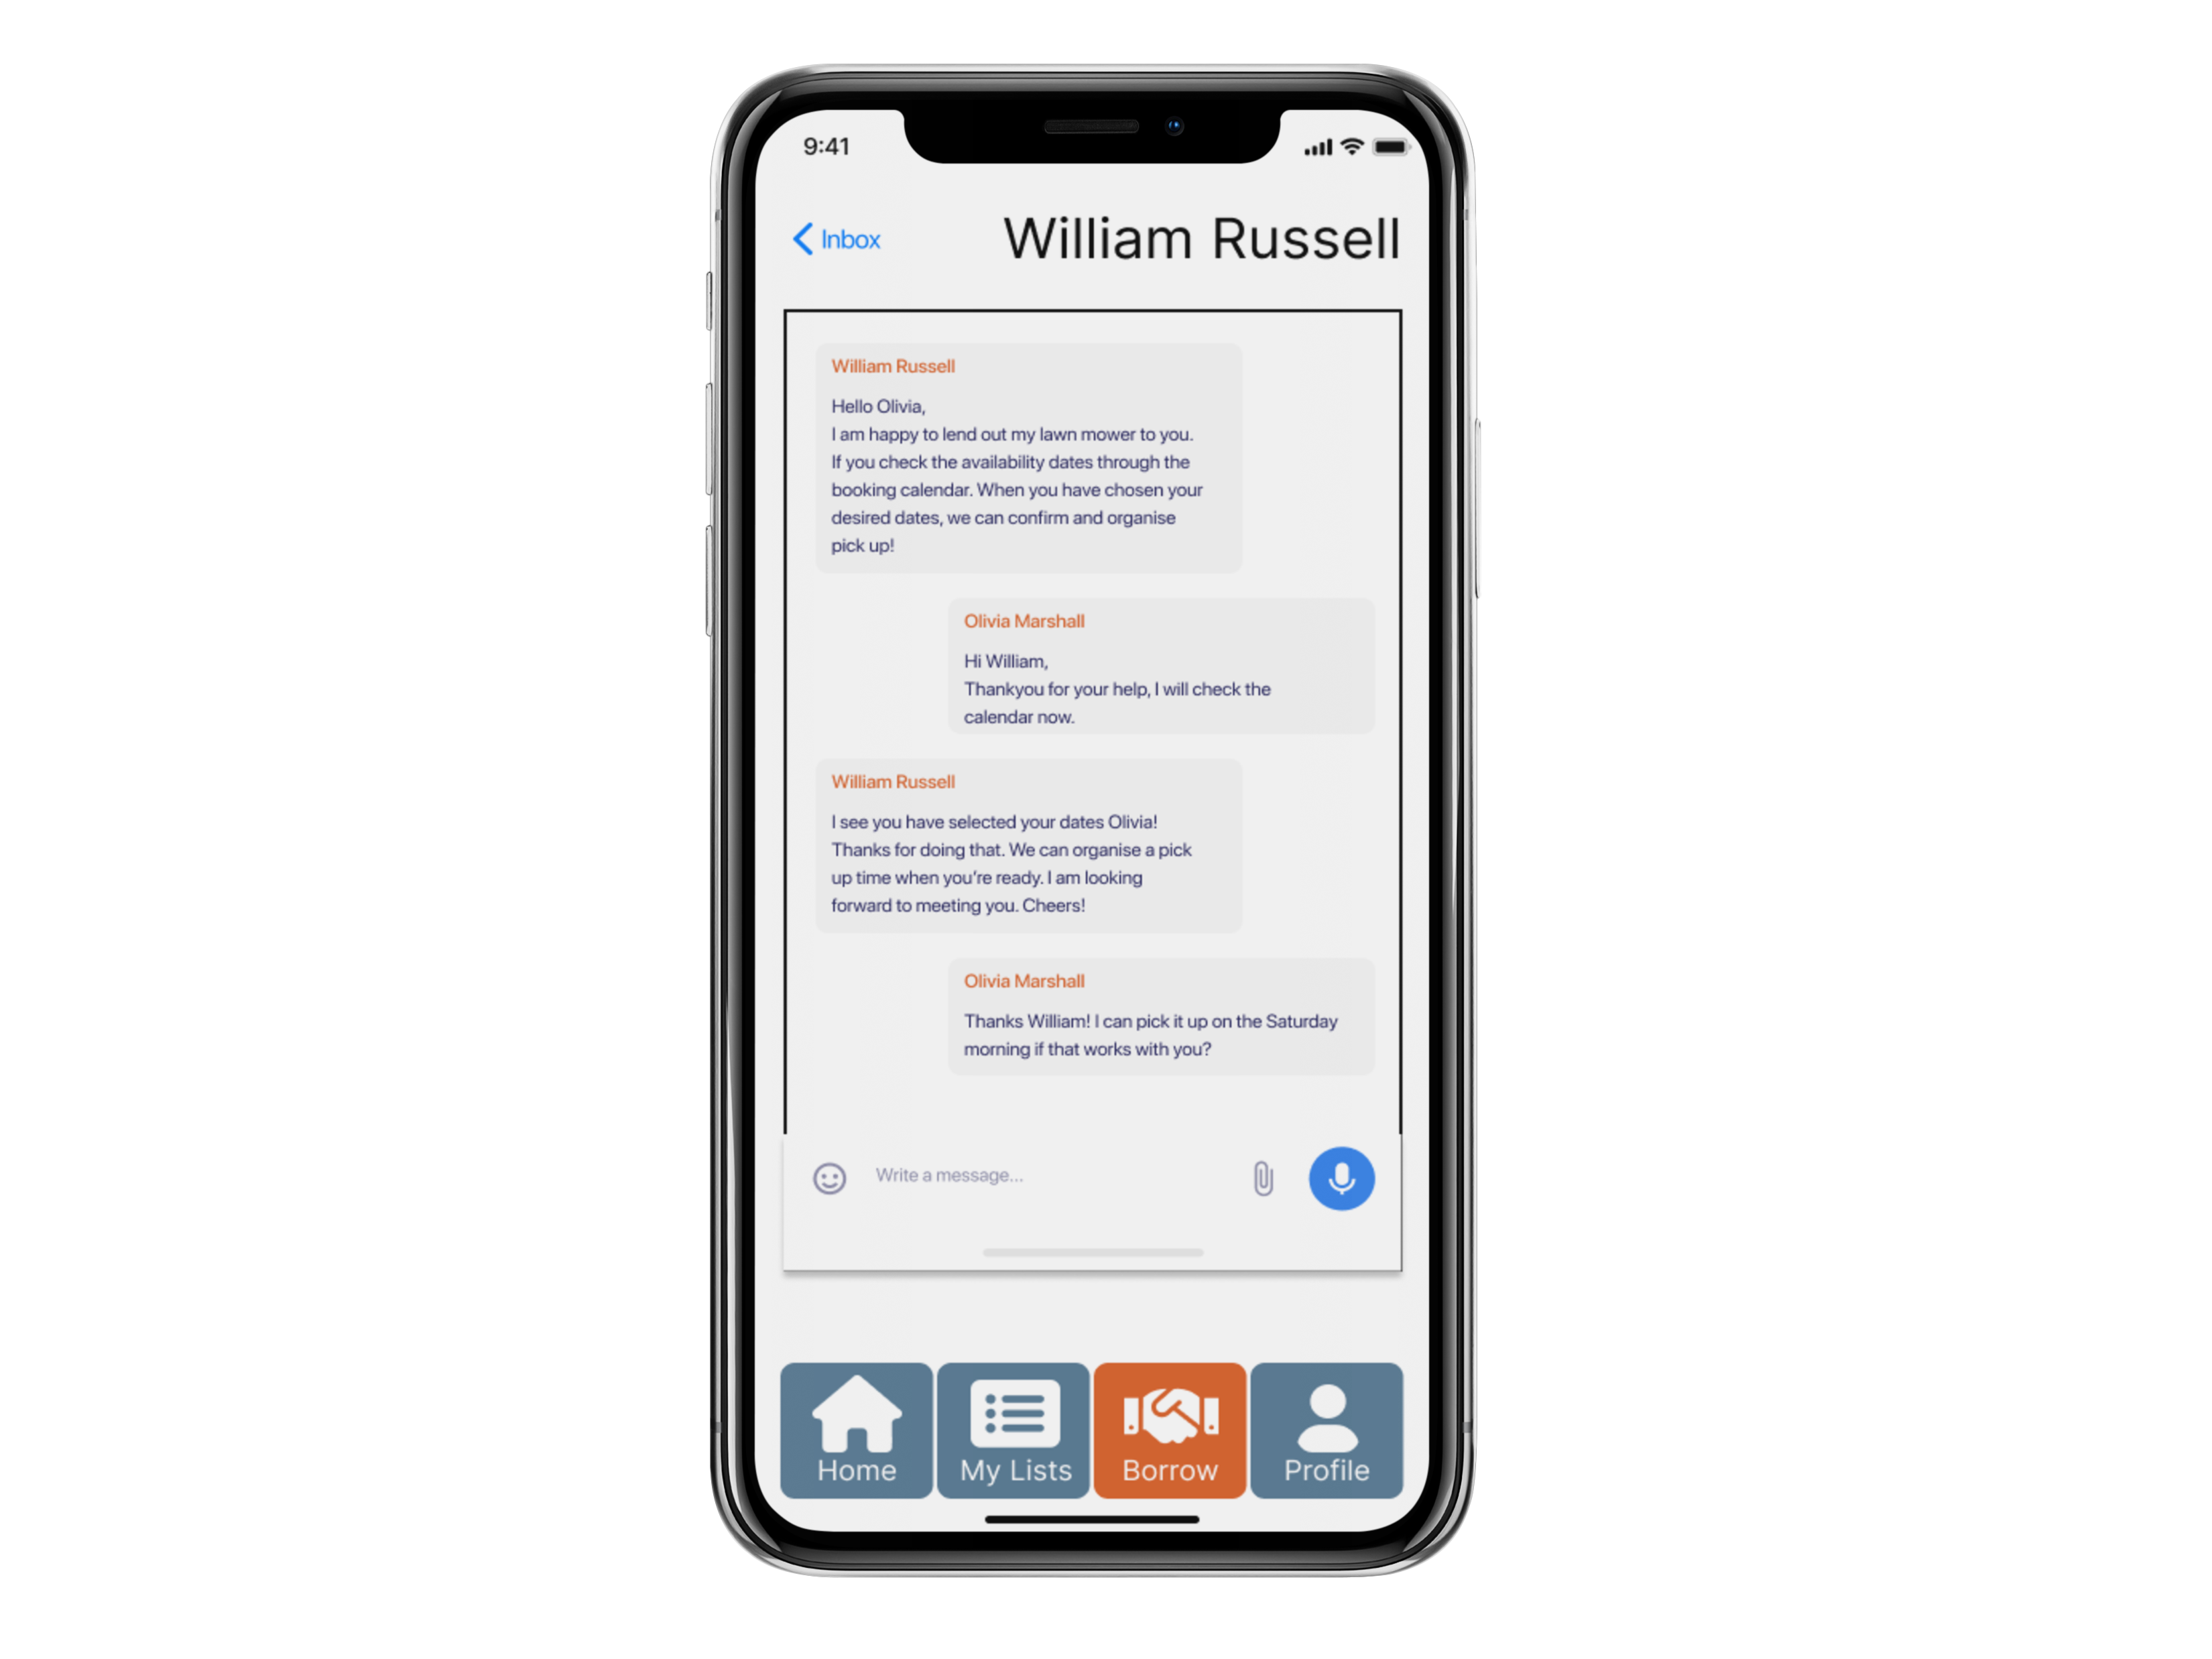 9:41
Inbox
William Russell
William Russell
Hello Olivia,
I am happy to lend out my lawn mower to you.
If you check the availability dates through the
booking calendar. When you have chosen your
desired dates, we can confirm and organise
pick up!
Olivia Marshall
Hi William,
Thankyou for your help, I will check the
calendar now.
William Russell
I see you have selected your dates Olivia!
Thanks for doing that. We can organise a pick
up time when you're ready. I am looking
forward to meeting you. Cheers!
Olivia Marshall
Thanks William! I can pick it up on the Saturday
morning if that works with you?
Write a message...
Home
My Lists
Borrow
Profile